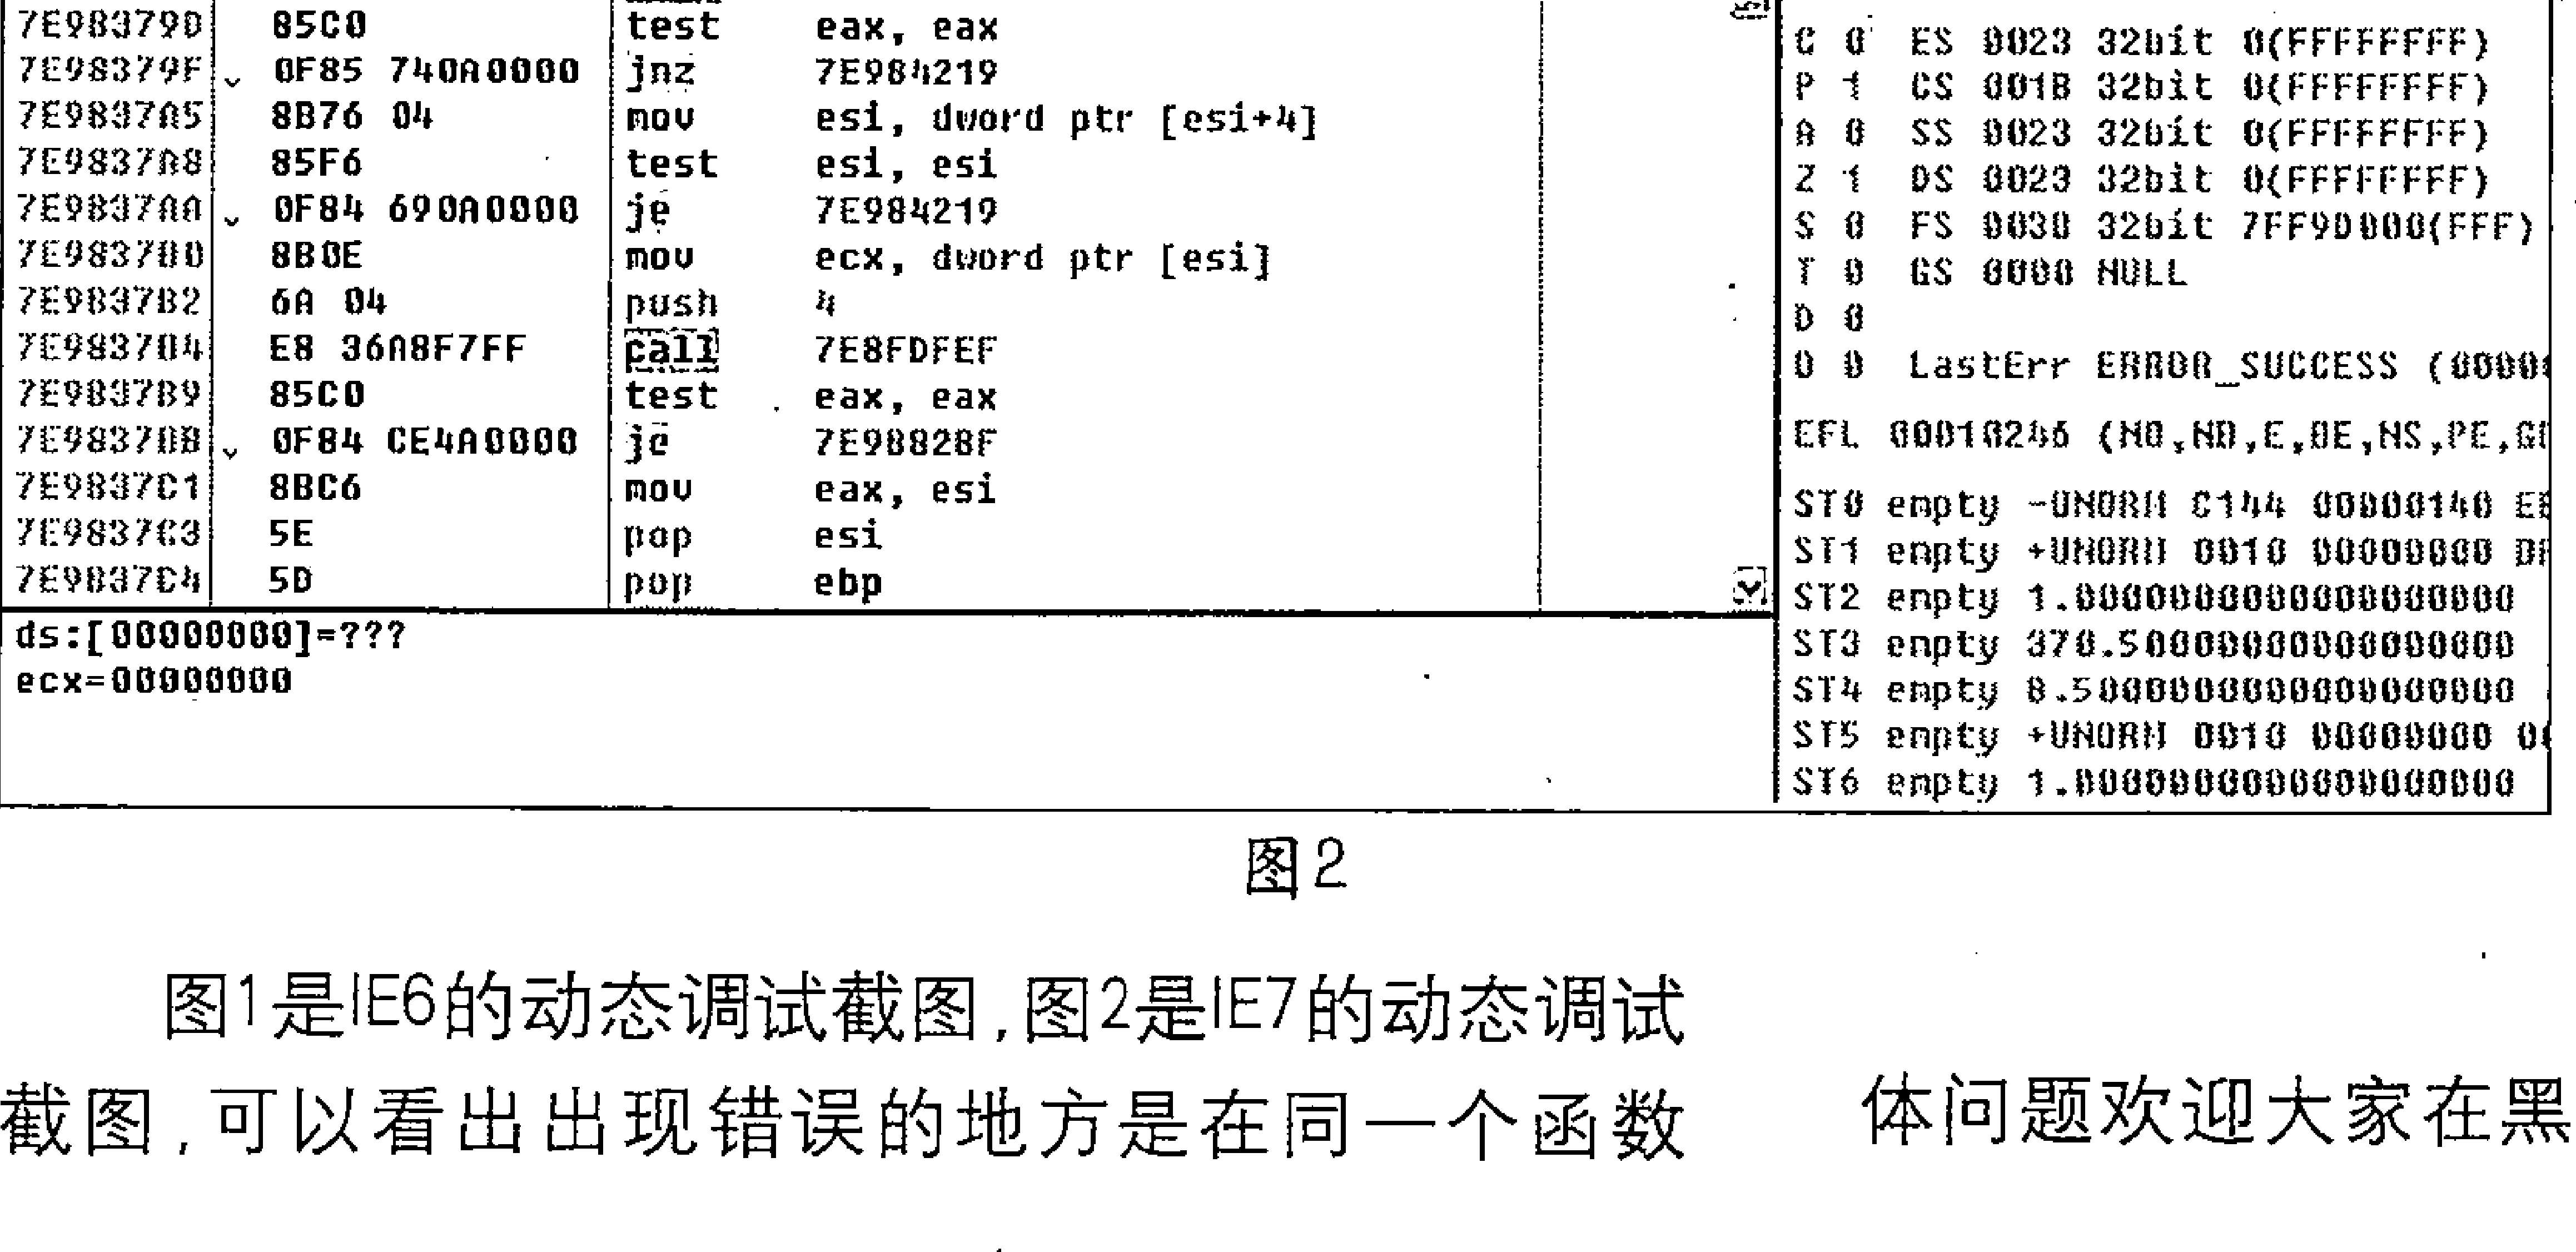 7E98379D 85C0 test eax, eax
7E98379F 0F85 740A0000 jnz 7E984219
7E9837A5 8B76 04 mov esi, dword ptr [esi+4]
7E9837A8 85F6 test esi, esi
7E9837AA 0F84 690A0000 je 7E984219
7E9837B0 8B0E mov ecx, dword ptr [esi]
7E9837B2 6A 04 push 4
7E9837B4 E8 36A8F7FF call 7E8FDFEF
7E9837B9 85C0 test eax, eax
7E9837BB 0F84 CE4A0000 je 7E98828F
7E9837C1 8BC6 mov eax, esi
7E9837C3 5E pop esi
7E9837C4 5D pop ebp
ds:[00000000]=???
ecx=00000000
C 0 ES 0023 32bit 0(FFFFFFFF)
P 1 CS 001B 32bit 0(FFFFFFFF)
A 0 SS 0023 32bit 0(FFFFFFFF)
Z 1 DS 0023 32bit 0(FFFFFFFF)
S 0 FS 003B 32bit 7FF9D000(FFF)
T 0 GS 0000 NULL
D 0
O 0 LastErr ERROR_SUCCESS (0000
EFL 00010246 (NO,NB,E,BE,NS,PE,GE
ST0 empty -UNORM C144 00000140
ST1 empty +UNORM 0010 00000000
ST2 empty 1.0000000000000000000
ST3 empty 370.50000000000000000
ST4 empty 8.5000000000000000000
ST5 empty +UNORM 0010 00000000
ST6 empty 1.0000000000000000000
图2
图1是IE6的动态调试截图,图2是IE7的动态调试
截图,可以看出出现错误的地方是在同一个函数
体问题欢迎大家在黑